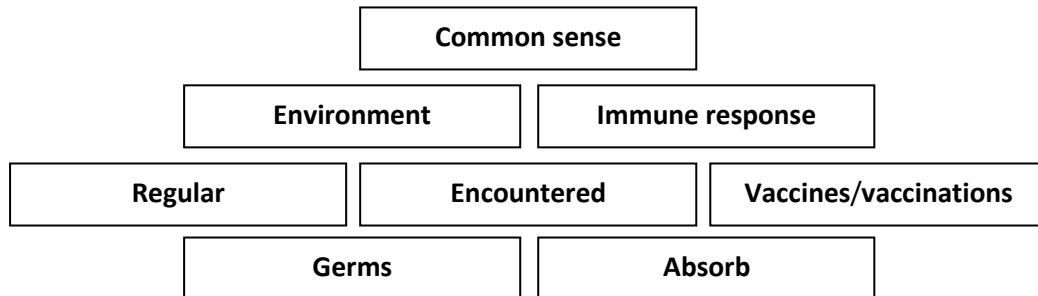 Common sense
Environment Immune response
Regular Encountered Vaccines/vaccinations
Germs Absorb